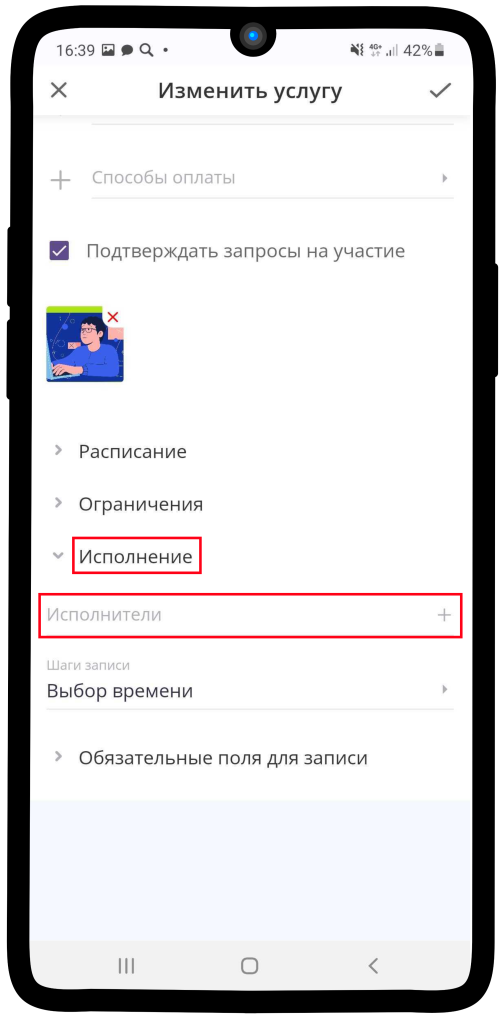 16:39 4G+ 42%
Изменить услугу
Способы оплаты
Подтверждать запросы на участие
Расписание
Ограничения
Исполнение
Исполнители
Шаги записи
Выбор времени
Обязательные поля для записи